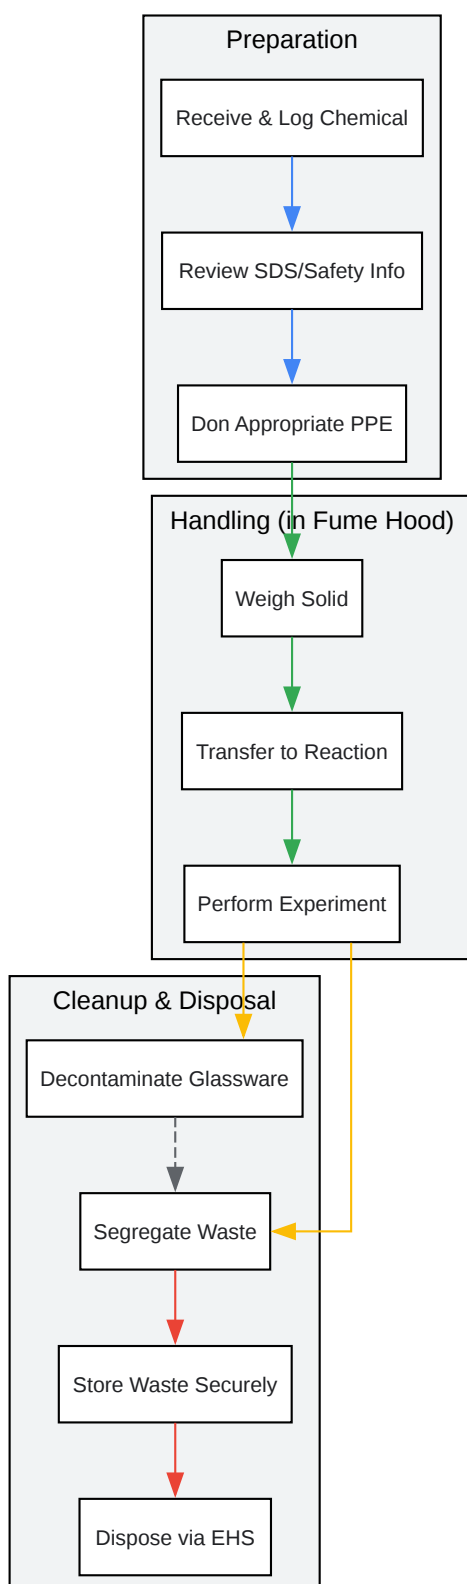 Preparation
Receive & Log Chemical
Review SDS/Safety Info
Don Appropriate PPE
Handling (in Fume Hood)
Weigh Solid
Transfer to Reaction
Perform Experiment
Cleanup & Disposal
Decontaminate Glassware
Segregate Waste
Store Waste Securely
Dispose via EHS